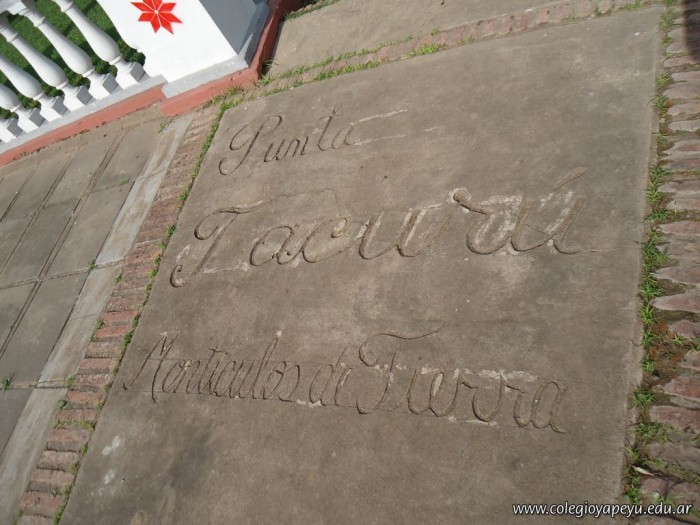 Punta
Tacurú
Montículos de Tierra
www.colegioyapeyu.edu.ar